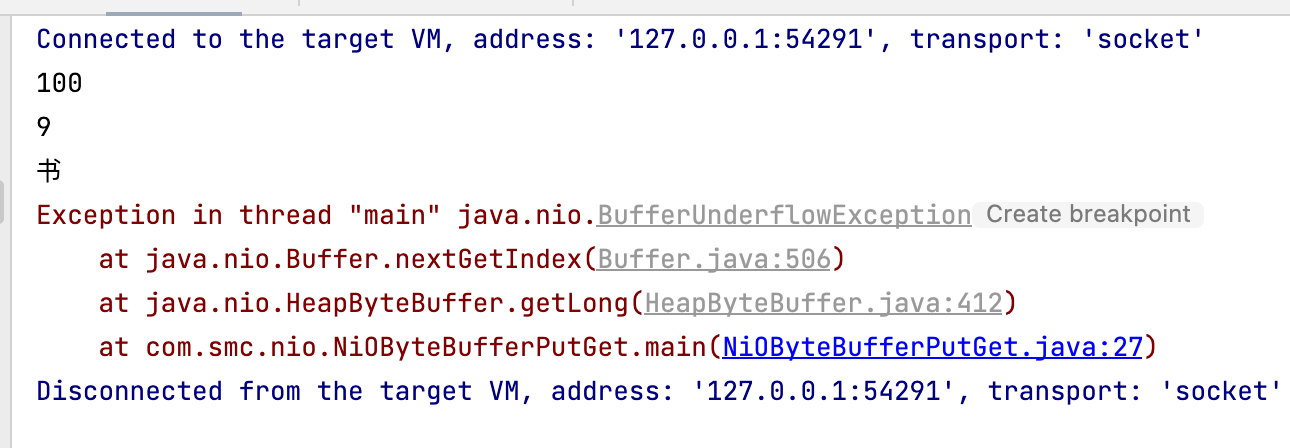 Connected to the target VM, address: '127.0.0.1:54291', transport: 'socket'
100
9
书
Exception in thread "main" java.nio.BufferUnderflowException Create breakpoint
    at java.nio.Buffer.nextGetIndex(Buffer.java:506)
    at java.nio.HeapByteBuffer.getLong(HeapByteBuffer.java:412)
    at com.smc.nio.NiOByteBufferPutGet.main(NiOByteBufferPutGet.java:27)
Disconnected from the target VM, address: '127.0.0.1:54291', transport: 'socket'